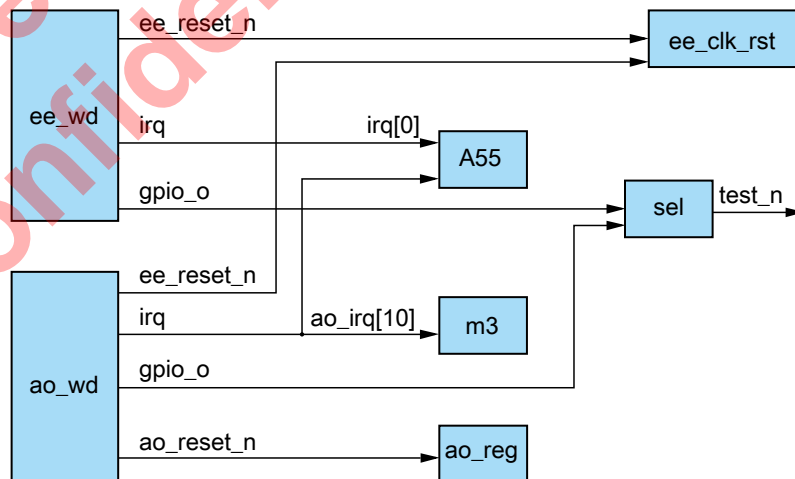 ee_reset_n
ee_clk_rst
ee_wd
irq
irq[0]
A55
gpio_o
sel
test_n
ee_reset_n
irq
ao_irq[10]
m3
ao_wd
gpio_o
ao_reset_n
ao_reg